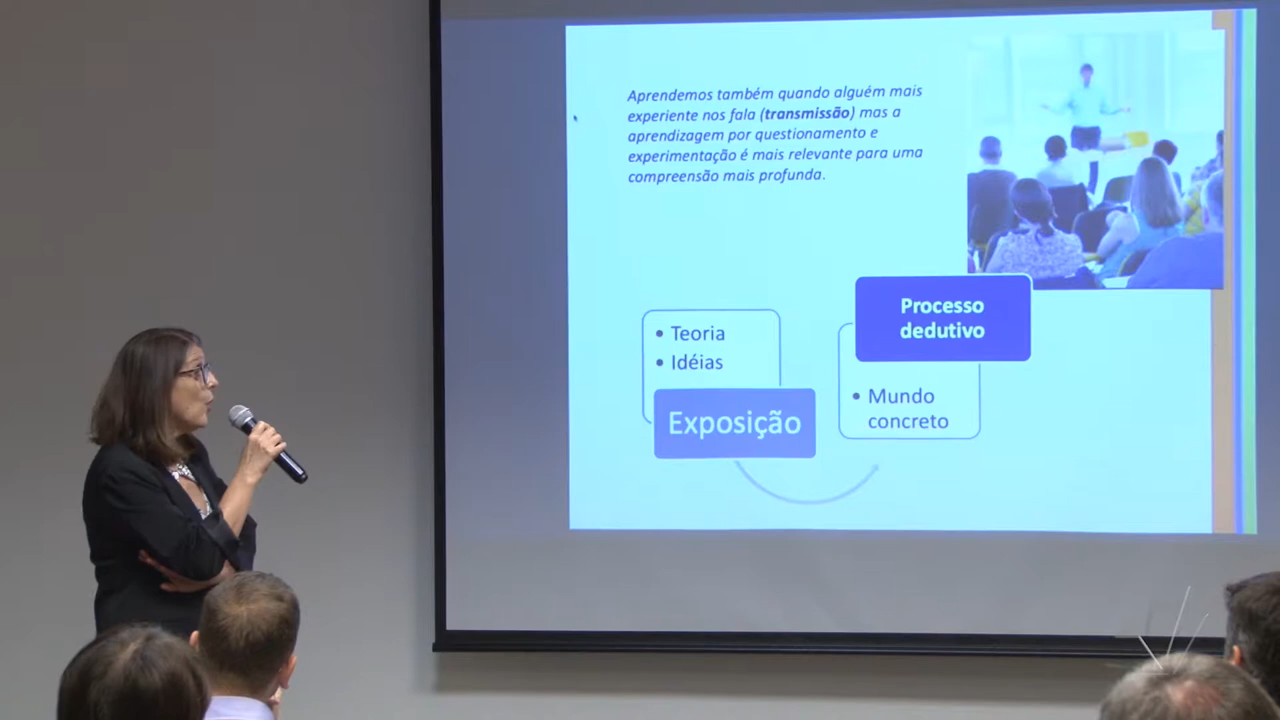 Aprendemos também quando alguém mais
experiente nos fala (transmissão) mas a
aprendizagem por questionamento e
experimentação é mais relevante para uma
compreensão mais profunda.
• Teoria
• Idéias
Exposição
Processo
dedutivo
• Mundo
concreto